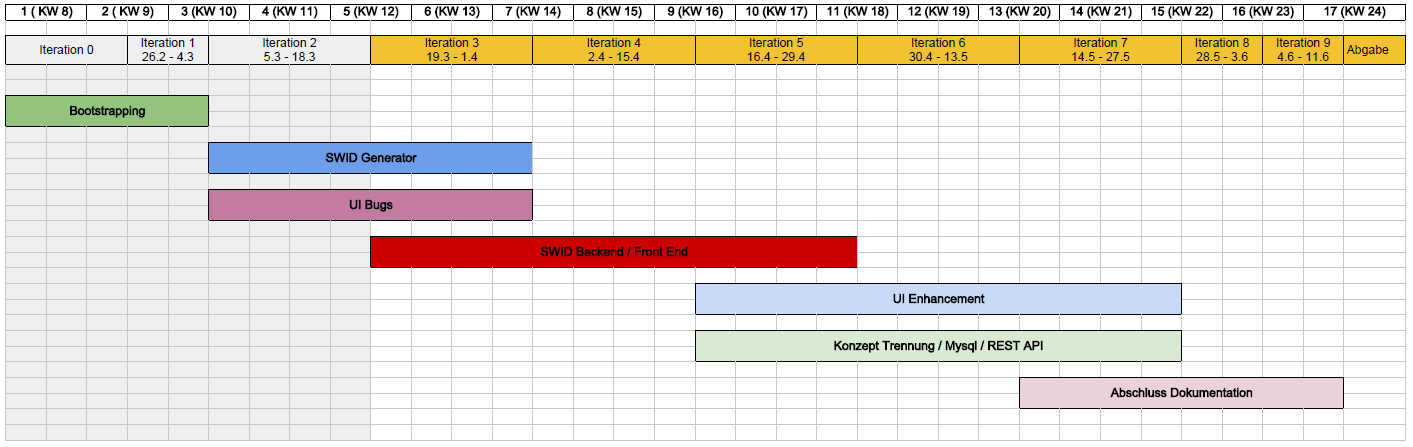 1 ( KW 8) 2 ( KW 9) 3 (KW 10) 4 (KW 11) 5 (KW 12) 6 (KW 13) 7 (KW 14) 8 (KW 15) 9 (KW 16) 10 (KW 17) 11 (KW 18) 12 (KW 19) 13 (KW 20) 14 (KW 21) 15 (KW 22) 16 (KW 23) 17 (KW 24)
Iteration 0
Iteration 1
26.2 - 4.3
Iteration 2
5.3 - 18.3
Iteration 3
19.3 - 1.4
Iteration 4
2.4 - 15.4
Iteration 5
16.4 - 29.4
Iteration 6
30.4 - 13.5
Iteration 7
14.5 - 27.5
Iteration 8
28.5 - 3.6
Iteration 9
4.6 - 11.6
Abgabe
Bootstrapping
SWID Generator
UI Bugs
SWID Backend / Front End
UI Enhancement
Konzept Trennung / Mysql / REST API
Abschluss Dokumentation